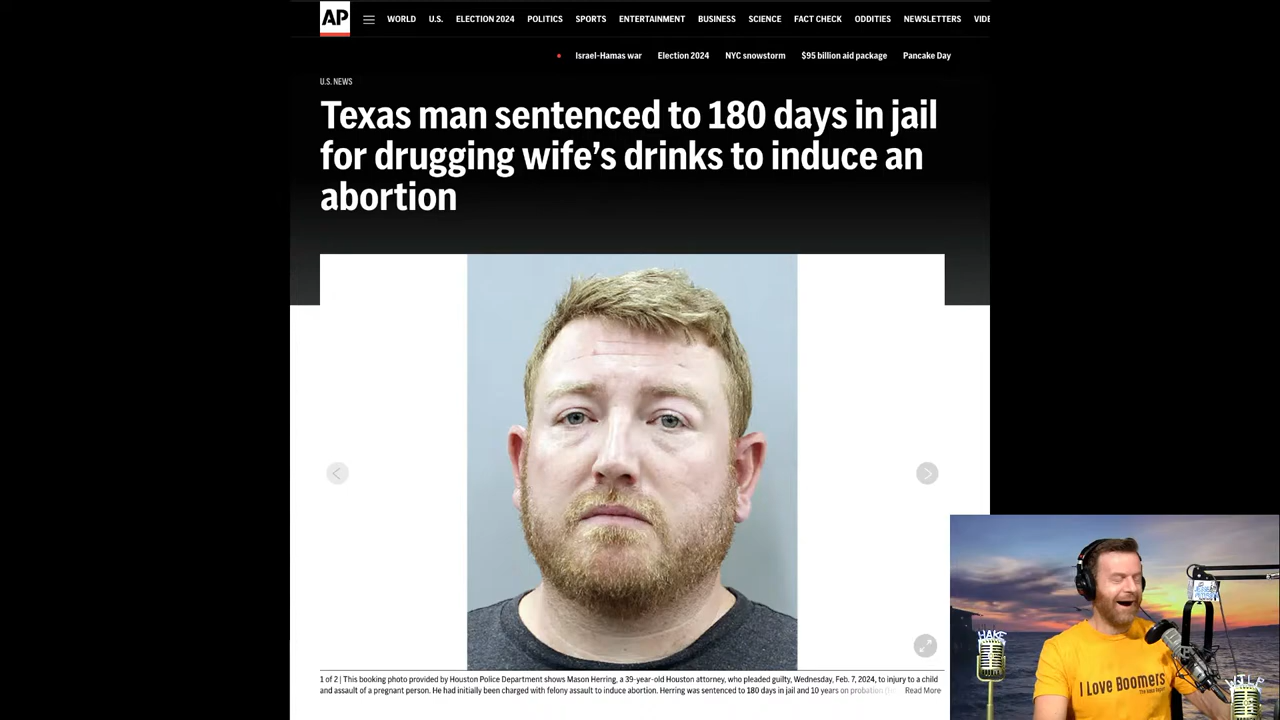 AP
WORLD U.S. ELECTION 2024 POLITICS SPORTS ENTERTAINMENT BUSINESS SCIENCE FACT CHECK ODDITIES NEWSLETTERS VIDE
Israel-Hamas war Election 2024 NYC snowstorm $95 billion aid package Pancake Day
U.S. NEWS
Texas man sentenced to 180 days in jail
for drugging wife's drinks to induce an
abortion
1 of 2 | This booking photo provided by Houston Police Department shows Mason Herring, a 39-year-old Houston attorney, who pleaded guilty, Wednesday, Feb. 7, 2024, to injury to a child
and assault of a pregnant person. He had initially been charged with felony assault to induce abortion. Herring was sentenced to 180 days in jail and 10 years on probation Read More
HAKE
I Love Boomers